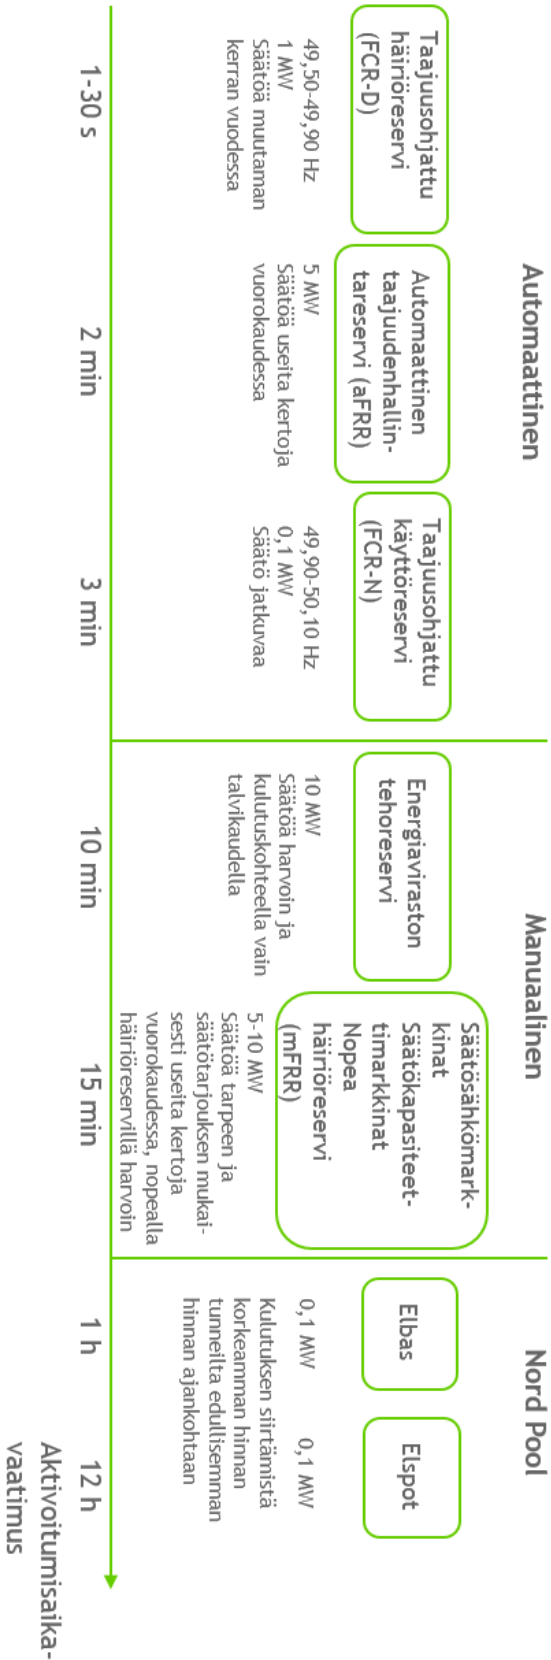 Automaattinen
Manuaalinen
Nord Pool
Taajuusohjattu
häiriöreservi
(FCR-D)
49,50-49,90 Hz
1 MW
Säätöä muutaman
kerran vuodessa
1-30 s
Automaattinen
taajuudenhallin-
tareservi (aFRR)
5 MW
Säätöä useita kertoja
vuorokaudessa
2 min
Taajuusohjattu
käyttöreservi
(FCR-N)
49,90-50,10 Hz
0,1 MW
Säätö jatkuvaa
3 min
Energiaviraston
tehoreservi
10 MW
Säätöä harvoin ja
kulutuskohteella vain
talvikaudella
10 min
Säätösähkömark-
kinat
Säätökapasiteet-
timarkkinat
Nopea
häiriöreservi
(mFRR)
5-10 MW
Säätöä tarpeen ja
säätötarjouksen mukai-
sesti useita kertoja
vuorokaudessa, nopealla
häiriöreservillä harvoin
15 min
Elbas
0,1 MW
Elspot
0,1 MW
Kulutuksen siirtämistä
korkeamman hinnan
tunneilta edullisemman
hinnan ajankohtaan
1 h
12 h
Aktivoitumisaika-
vaatimus